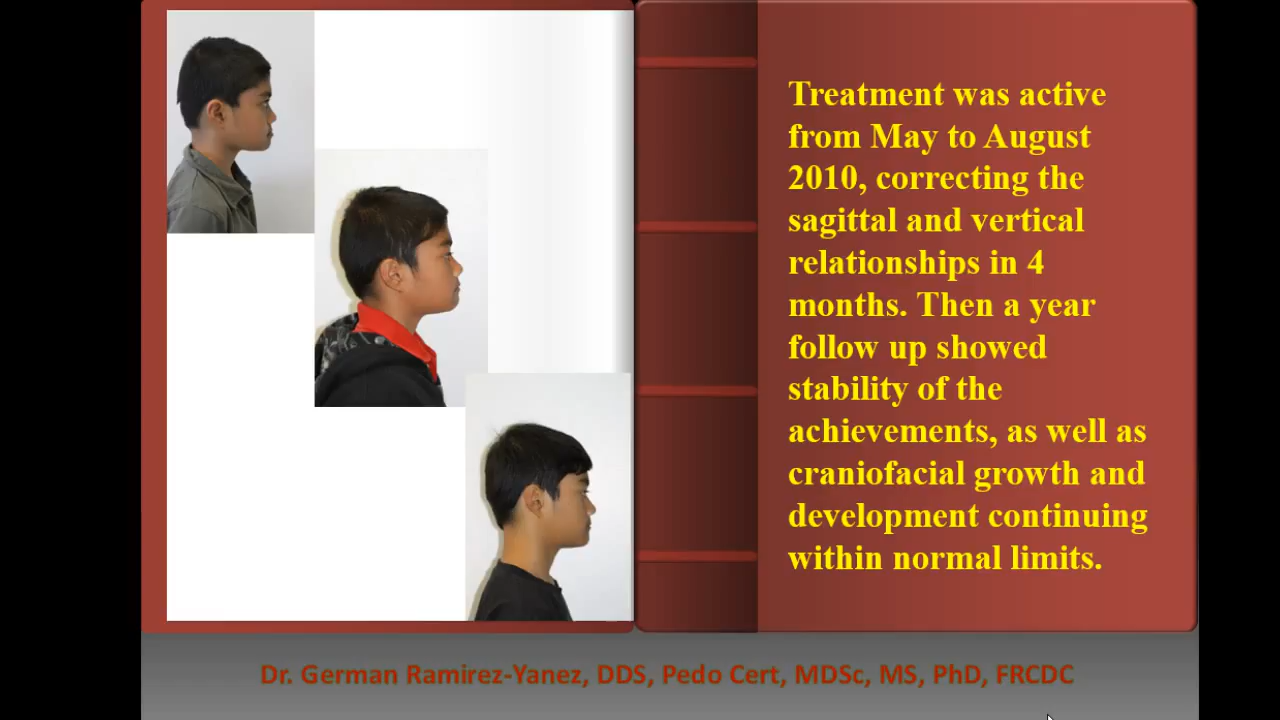 Treatment was active
from May to August
2010, correcting the
sagittal and vertical
relationships in 4
months. Then a year
follow up showed
stability of the
achievements, as well as
craniofacial growth and
development continuing
within normal limits.
Dr. German Ramirez-Yanez, DDS, Pedo Cert, MDSc, MS, PhD, FRCDC